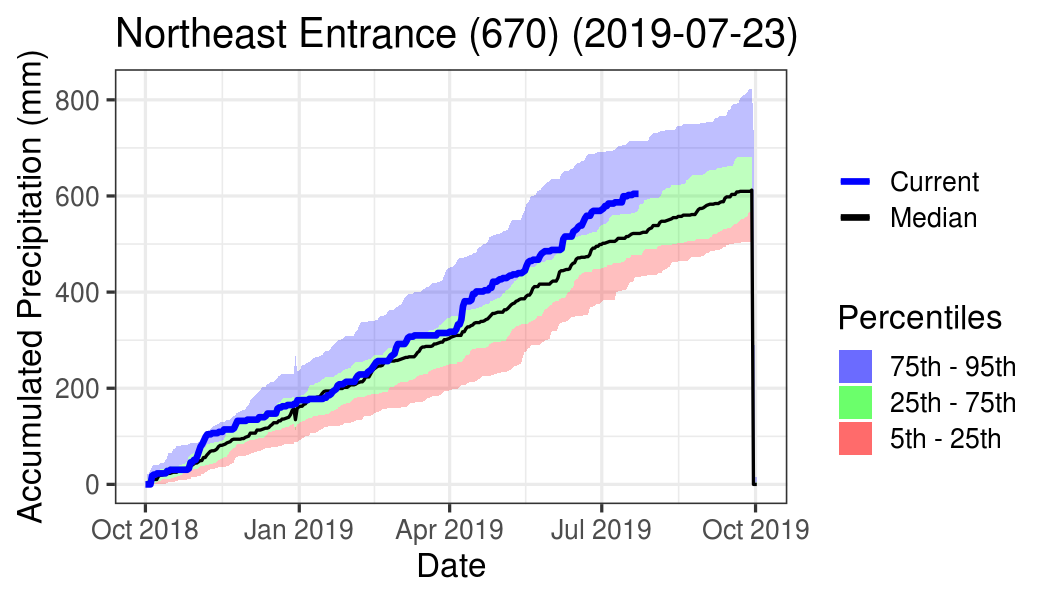 Northeast Entrance (670) (2019-07-23)
Accumulated Precipitation (mm)
800
600
400
200
0
Oct 2018
Jan 2019
Apr 2019
Jul 2019
Oct 2019
Date
Current
Median
Percentiles
75th - 95th
25th - 75th
5th - 25th